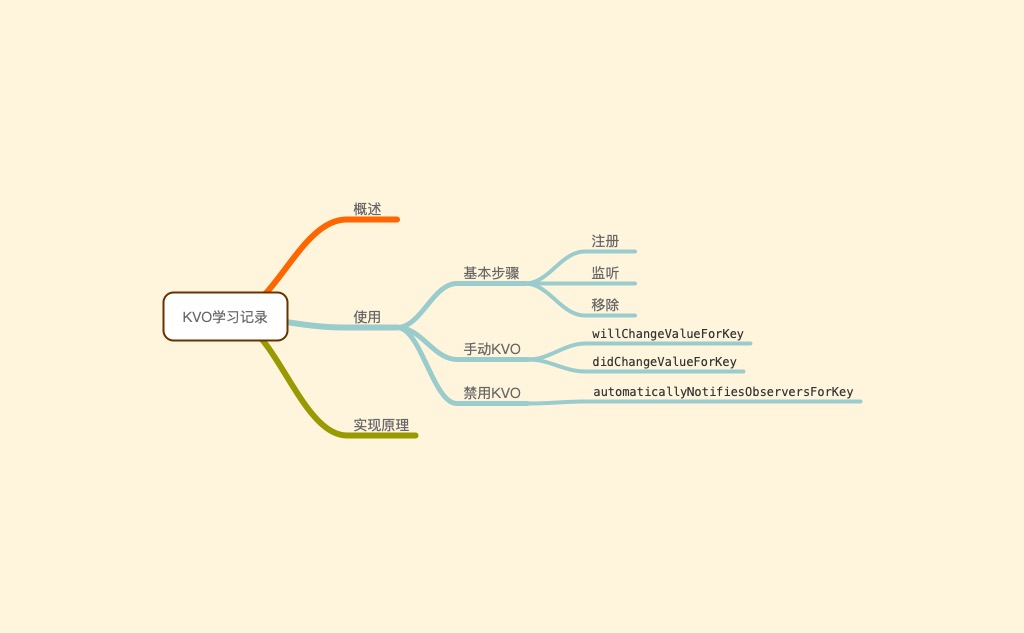 KVO学习记录
概述
使用
基本步骤
注册
监听
移除
手动KVO
willChangeValueForKey
didChangeValueForKey
禁用KVO
automaticallyNotifiesObserversForKey
实现原理